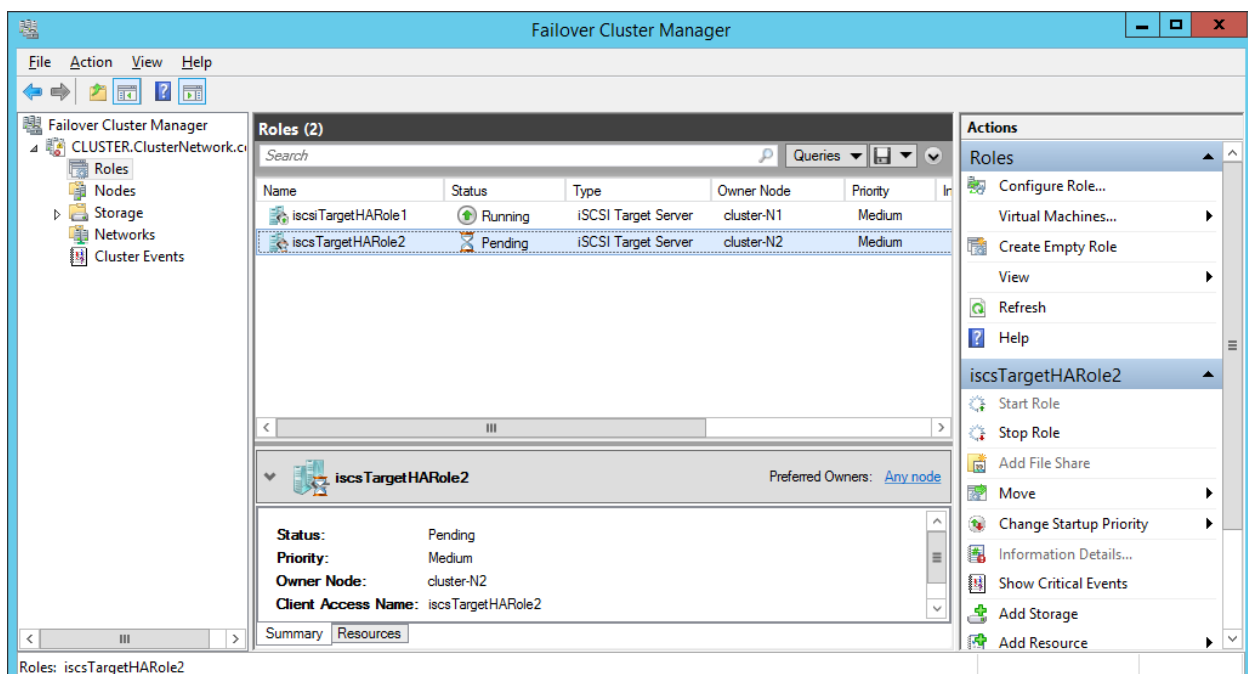 Failover Cluster Manager
File Action View Help
Failover Cluster Manager
CLUSTER.ClusterNetwork.c
Roles
Nodes
Storage
Networks
Cluster Events
Roles (2)
Search
Queries
Name Status Type Owner Node Priority In
iscsiTargetHARole1 Running iSCSI Target Server cluster-N1 Medium
iscsTargetHARole2 Pending iSCSI Target Server cluster-N2 Medium
iscsTargetHARole2 Preferred Owners: Any node
Status: Pending
Priority: Medium
Owner Node: cluster-N2
Client Access Name: iscsTargetHARole2
Summary Resources
Actions
Roles
Configure Role...
Virtual Machines...
Create Empty Role
View
Refresh
Help
iscsTargetHARole2
Start Role
Stop Role
Add File Share
Move
Change Startup Priority
Information Details...
Show Critical Events
Add Storage
Add Resource
Roles: iscsTargetHARole2